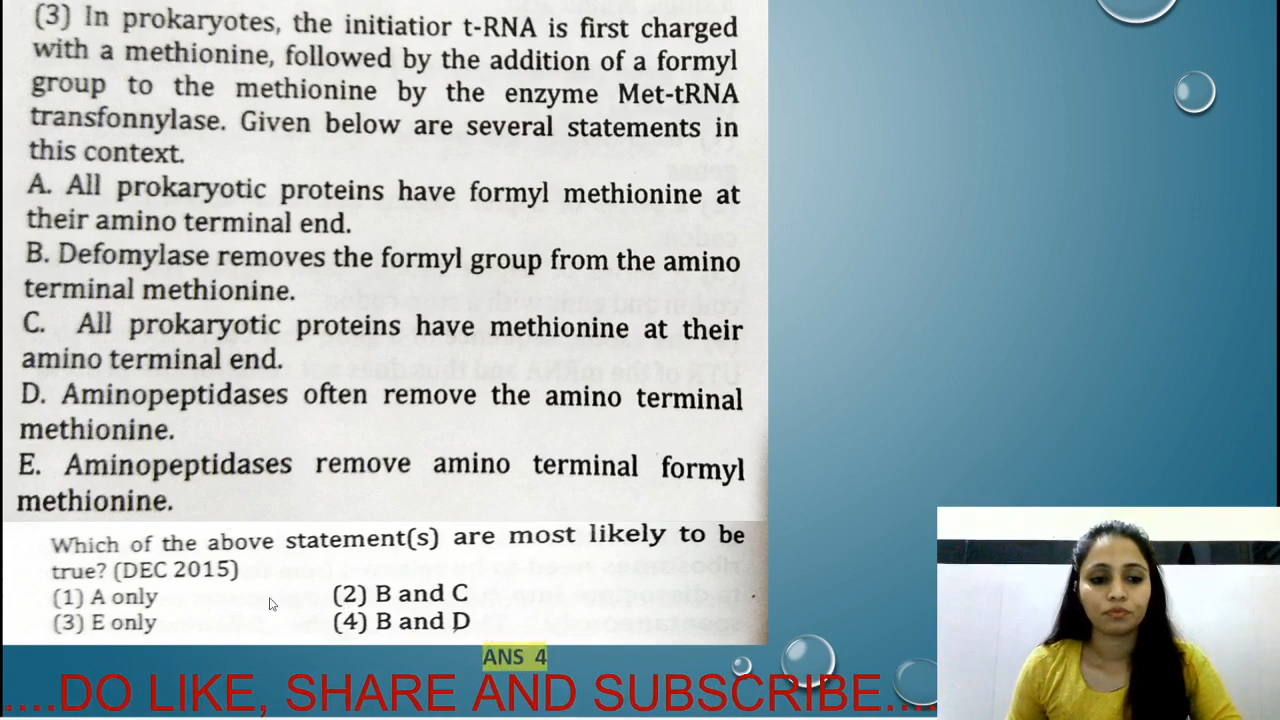 (3) In prokaryotes, the initiatior t-RNA is first charged
with a methionine, followed by the addition of a formyl
group to the methionine by the enzyme Met-tRNA
transfonnylase. Given below are several statements in
this context.
A. All prokaryotic proteins have formyl methionine at
their amino terminal end.
B. Defomylase removes the formyl group from the amino
terminal methionine.
C. All prokaryotic proteins have methionine at their
amino terminal end.
D. Aminopeptidases often remove the amino terminal
methionine.
E. Aminopeptidases remove amino terminal formyl
methionine.
Which of the above statement(s) are most likely to be
true? (DEC 2015)
(1) A only (2) B and C
(3) E only (4) B and D
ANS 4
....DO LIKE, SHARE AND SUBSCRIBE....